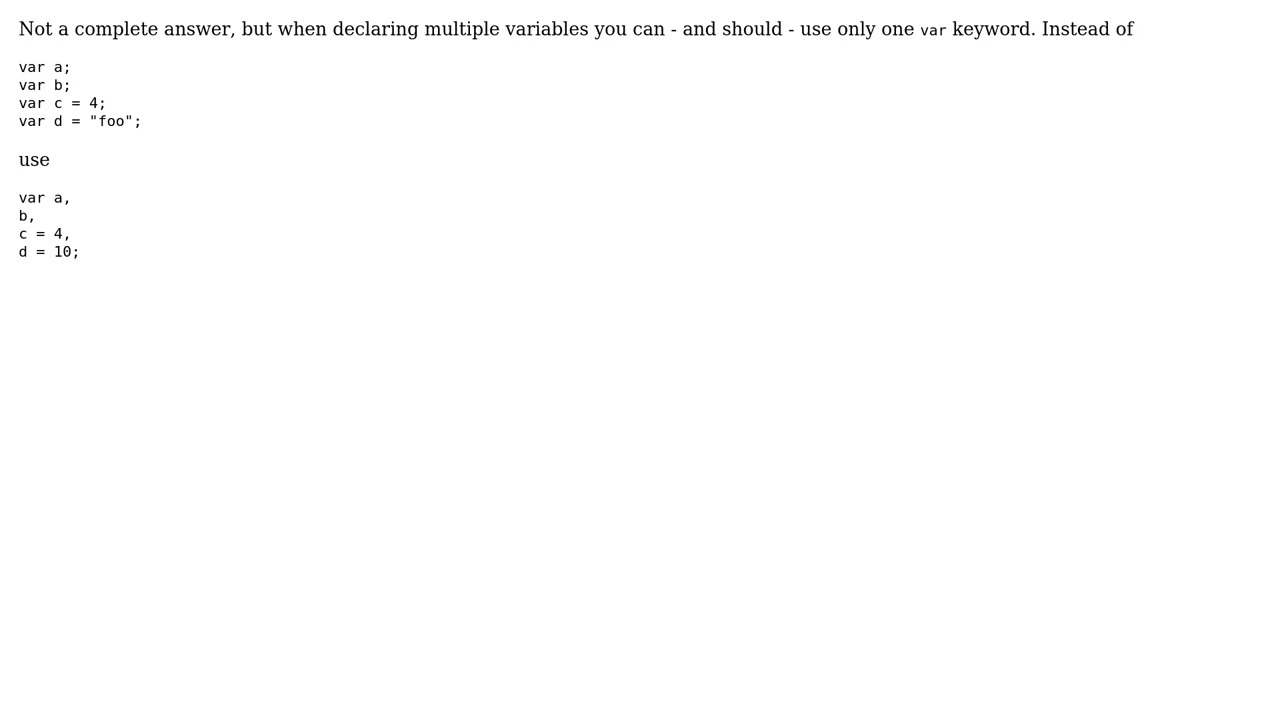 Not a complete answer, but when declaring multiple variables you can - and should - use only one var keyword. Instead of
var a;
var b;
var c = 4;
var d = "foo";
use
var a,
b,
c = 4,
d = 10;